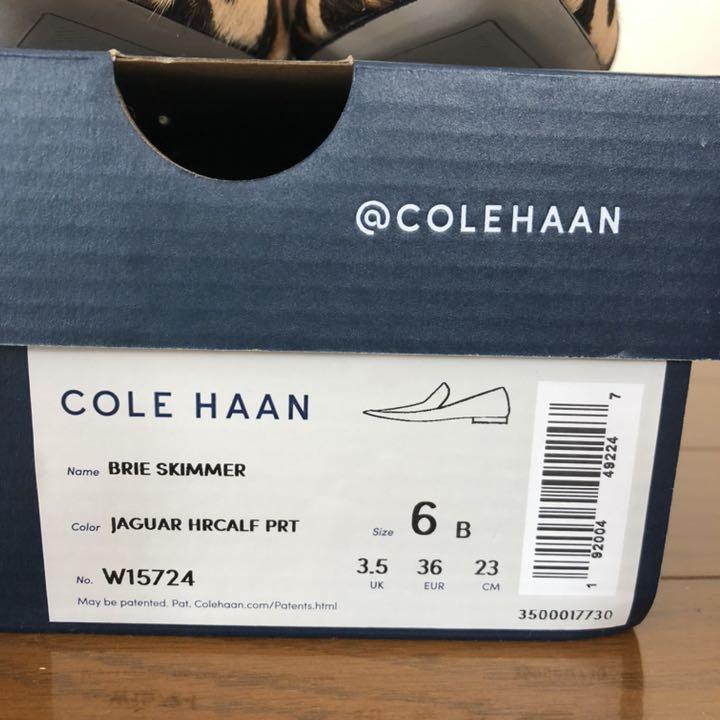 @COLEHAAN
COLE HAAN
Name BRIE SKIMMER
Color JAGUAR HRCALF PRT
Size 6 B
No. W15724
3.5 36 23
UK EUR CM
May be patented. Pat. Colehaan.com/Patents.html
1 92004 49224 7
3500017730